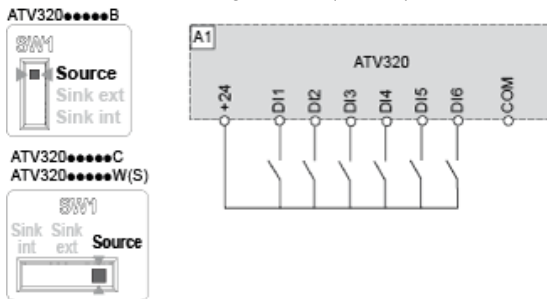 ATV320●●●●●B
SW1
Source
Sink ext
Sink int
ATV320●●●●●C
ATV320●●●●●W(S)
SW1
Sink int
Sink ext
Source
A1
ATV320
+24
DI1
DI2
DI3
DI4
DI5
DI6
COM